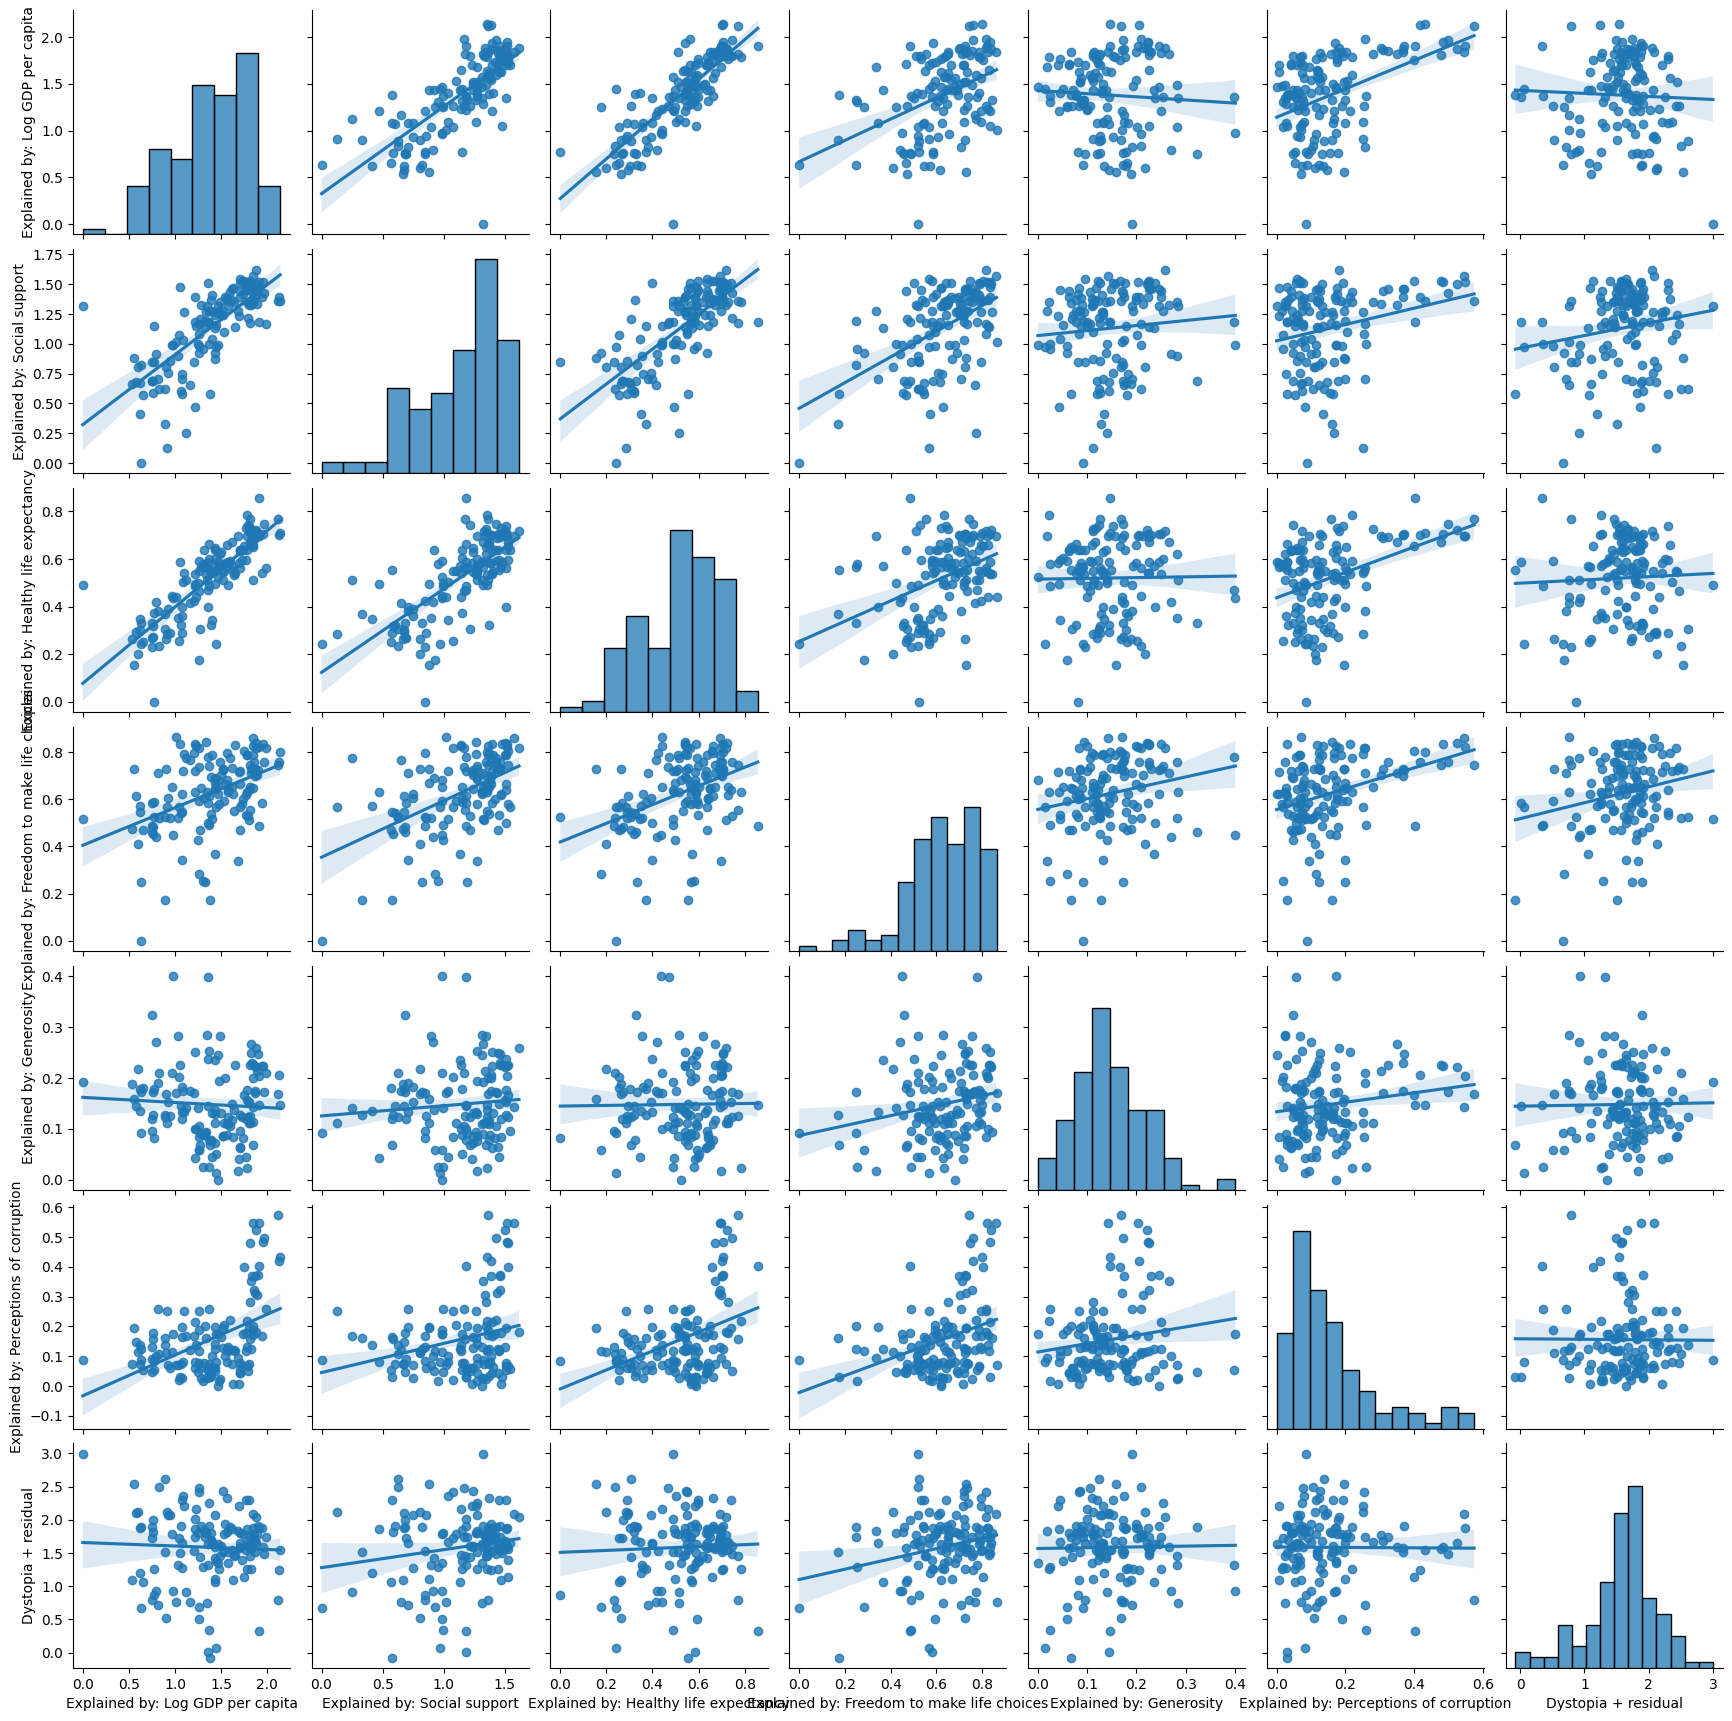 Explained by: Log GDP per capita
2.0
1.5
1.0
0.5
0.0
Explained by: Social support
1.75
1.50
1.25
1.00
0.75
0.50
0.25
0.00
Explained by: Healthy life expectancy
0.8
0.6
0.4
0.2
0.0
Explained by: Freedom to make life choices
0.8
0.6
0.4
0.2
0.0
Explained by: Generosity
0.4
0.3
0.2
0.1
0.0
Explained by: Perceptions of corruption
0.6
0.5
0.4
0.3
0.2
0.1
0.0
−0.1
Dystopia + residual
3.0
2.5
2.0
1.5
1.0
0.5
0.0
0.0 0.5 1.0 1.5 2.0
Explained by: Log GDP per capita
0.0 0.5 1.0 1.5
Explained by: Social support
0.0 0.2 0.4 0.6 0.8
Explained by: Healthy life expectancy
0.0 0.2 0.4 0.6 0.8
Explained by: Freedom to make life choices
0.0 0.1 0.2 0.3 0.4
Explained by: Generosity
0.0 0.2 0.4 0.6
Explained by: Perceptions of corruption
0 1 2 3
Dystopia + residual